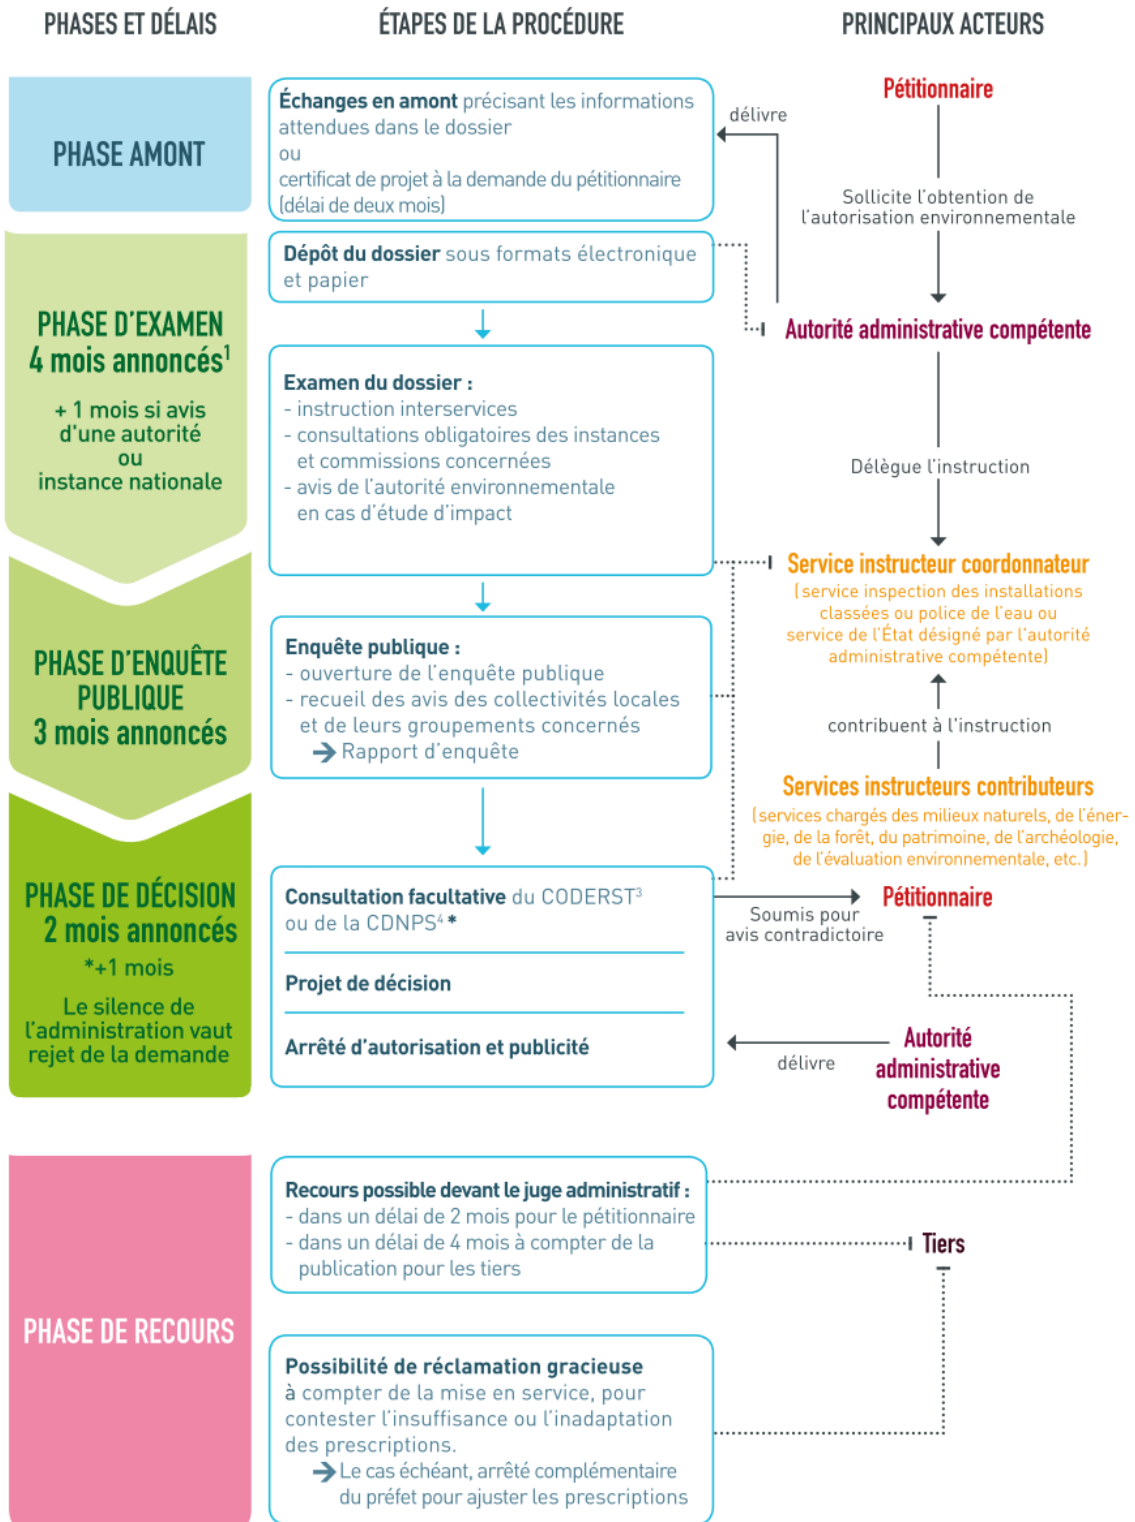 PHASES ET DÉLAIS
ÉTAPES DE LA PROCÉDURE
PRINCIPAUX ACTEURS
PHASE AMONT
Échanges en amont précisant les informations
attendues dans le dossier
ou
certificat de projet à la demande du pétitionnaire
(délai de deux mois)
délivre
Pétitionnaire
Sollicite l'obtention de
l'autorisation environnementale
PHASE D'EXAMEN
4 mois annoncés¹
+ 1 mois si avis
d'une autorité
ou
instance nationale
Dépôt du dossier sous formats électronique
et papier
Autorité administrative compétente
Examen du dossier :
- instruction interservices
- consultations obligatoires des instances
et commissions concernées
- avis de l'autorité environnementale
en cas d'étude d'impact
Délègue l'instruction
Service instructeur coordonnateur
(service inspection des installations
classées ou police de l'eau ou
service de l'État désigné par l'autorité
administrative compétente)
PHASE D'ENQUÊTE
PUBLIQUE
3 mois annoncés
Enquête publique :
- ouverture de l'enquête publique
- recueil des avis des collectivités locales
et de leurs groupements concernés
→ Rapport d'enquête
contribuent à l'instruction
Services instructeurs contributeurs
(services chargés des milieux naturels, de l'éner-
gie, de la forêt, du patrimoine, de l'archéologie,
de l'évaluation environnementale, etc.)
PHASE DE DÉCISION
2 mois annoncés
*+1 mois
Le silence de
l'administration vaut
rejet de la demande
Consultation facultative du CODERST³
ou de la CDNPS⁴ *
Projet de décision
Arrêté d'autorisation et publicité
Soumis pour
avis contradictoire
Pétitionnaire
délivre
Autorité
administrative
compétente
PHASE DE RECOURS
Recours possible devant le juge administratif :
- dans un délai de 2 mois pour le pétitionnaire
- dans un délai de 4 mois à compter de la
publication pour les tiers
Tiers
Possibilité de réclamation gracieuse
à compter de la mise en service, pour
contester l'insuffisance ou l'inadaptation
des prescriptions.
→ Le cas échéant, arrêté complémentaire
du préfet pour ajuster les prescriptions